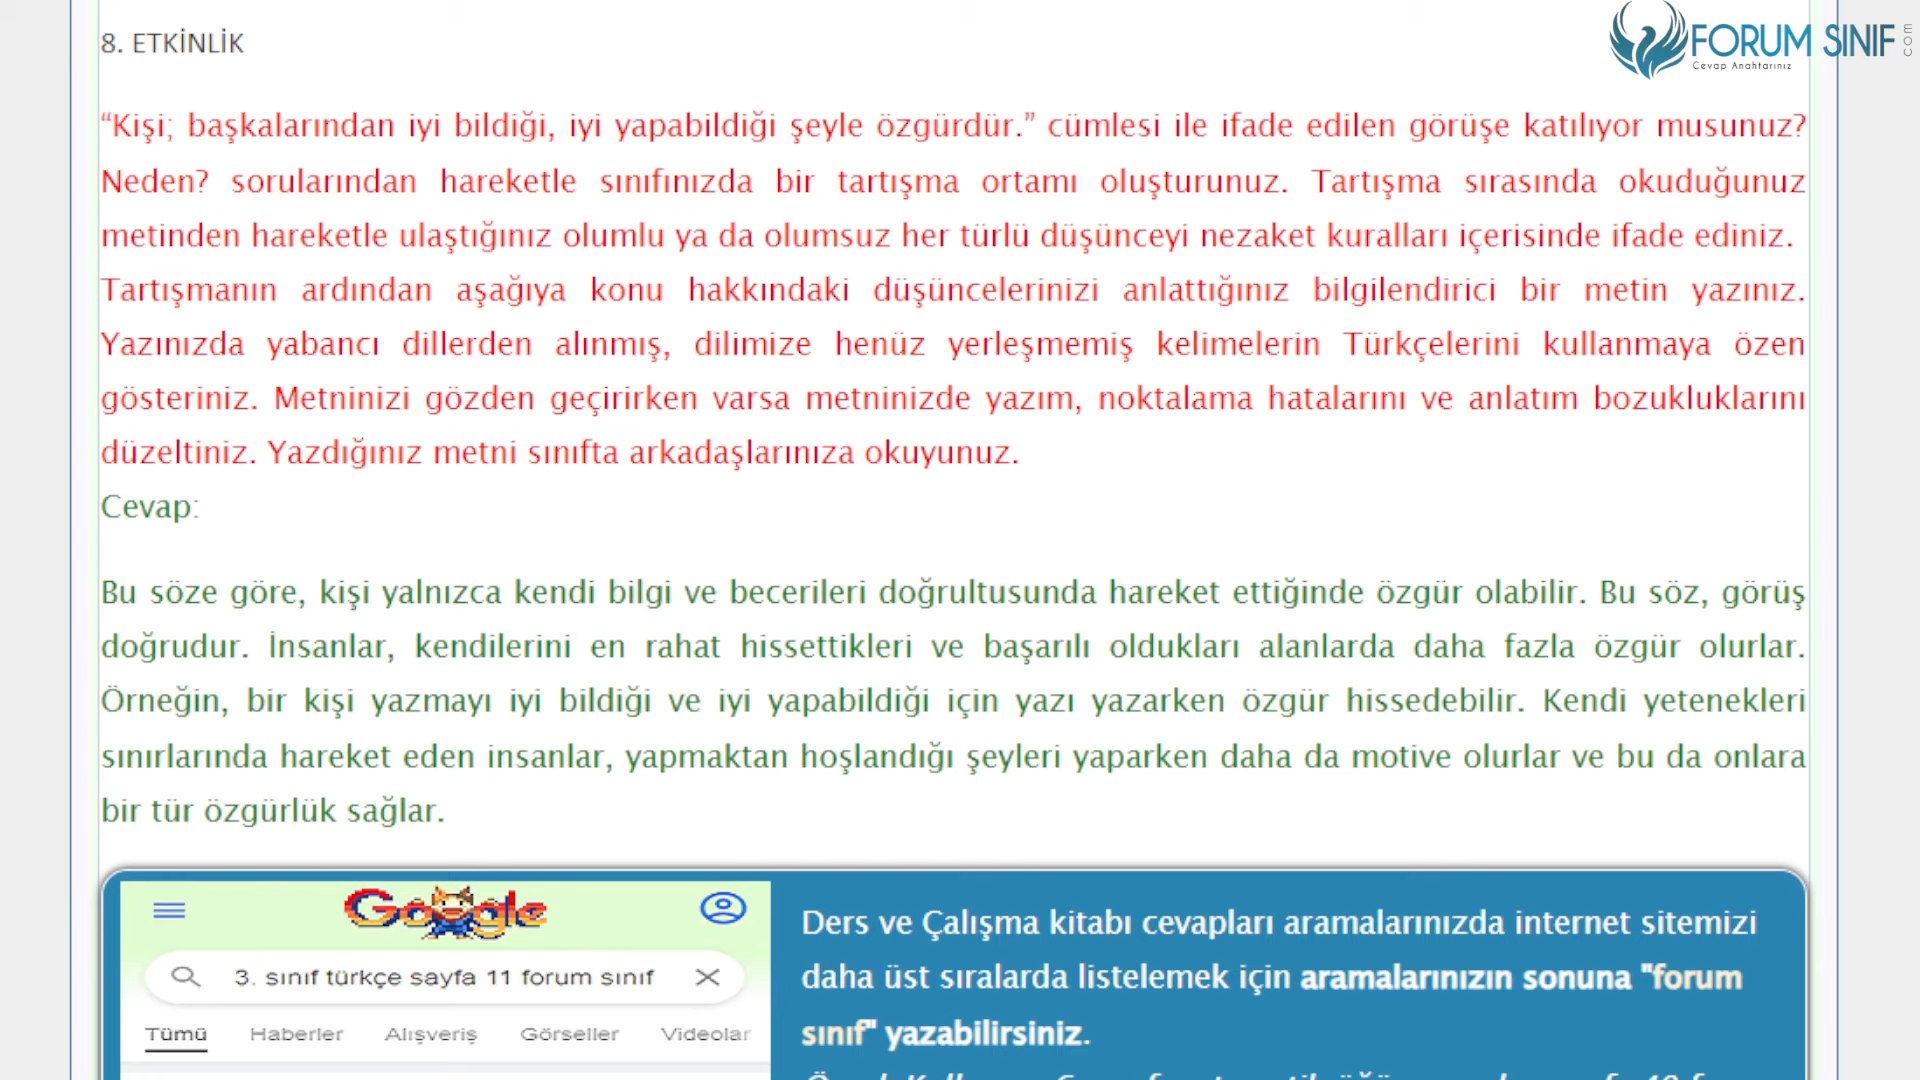 8. ETKİNLİK
FORUM SINIF
com
Cevap Anahtarınız
“Kişi; başkalarından iyi bildiği, iyi yapabildiği şeyle özgürdür.” cümlesi ile ifade edilen görüşe katılıyor musunuz?
Neden? sorularından hareketle sınıfınızda bir tartışma ortamı oluşturunuz. Tartışma sırasında okuduğunuz
metinden hareketle ulaştığınız olumlu ya da olumsuz her türlü düşünceyi nezaket kuralları içerisinde ifade ediniz.
Tartışmanın ardından aşağıya konu hakkındaki düşüncelerinizi anlattığınız bilgilendirici bir metin yazınız.
Yazınızda yabancı dillerden alınmış, dilimize henüz yerleşmemiş kelimelerin Türkçelerini kullanmaya özen
gösteriniz. Metninizi gözden geçirirken varsa metninizde yazım, noktalama hatalarını ve anlatım bozukluklarını
düzeltiniz. Yazdığınız metni sınıfta arkadaşlarınıza okuyunuz.
Cevap:
Bu söze göre, kişi yalnızca kendi bilgi ve becerileri doğrultusunda hareket ettiğinde özgür olabilir. Bu söz, görüş
doğrudur. İnsanlar, kendilerini en rahat hissettikleri ve başarılı oldukları alanlarda daha fazla özgür olurlar.
Örneğin, bir kişi yazmayı iyi bildiği ve iyi yapabildiği için yazı yazarken özgür hissedebilir. Kendi yetenekleri
sınırlarında hareket eden insanlar, yapmaktan hoşlandığı şeyleri yaparken daha da motive olurlar ve bu da onlara
bir tür özgürlük sağlar.
Google
3. sınıf türkçe sayfa 11 forum sınıf
Tümü Haberler Alışveriş Görseller Videolar
Ders ve Çalışma kitabı cevapları aramalarınızda internet sitemizi
daha üst sıralarda listelemek için aramalarınızın sonuna "forum
sınıf" yazabilirsiniz.